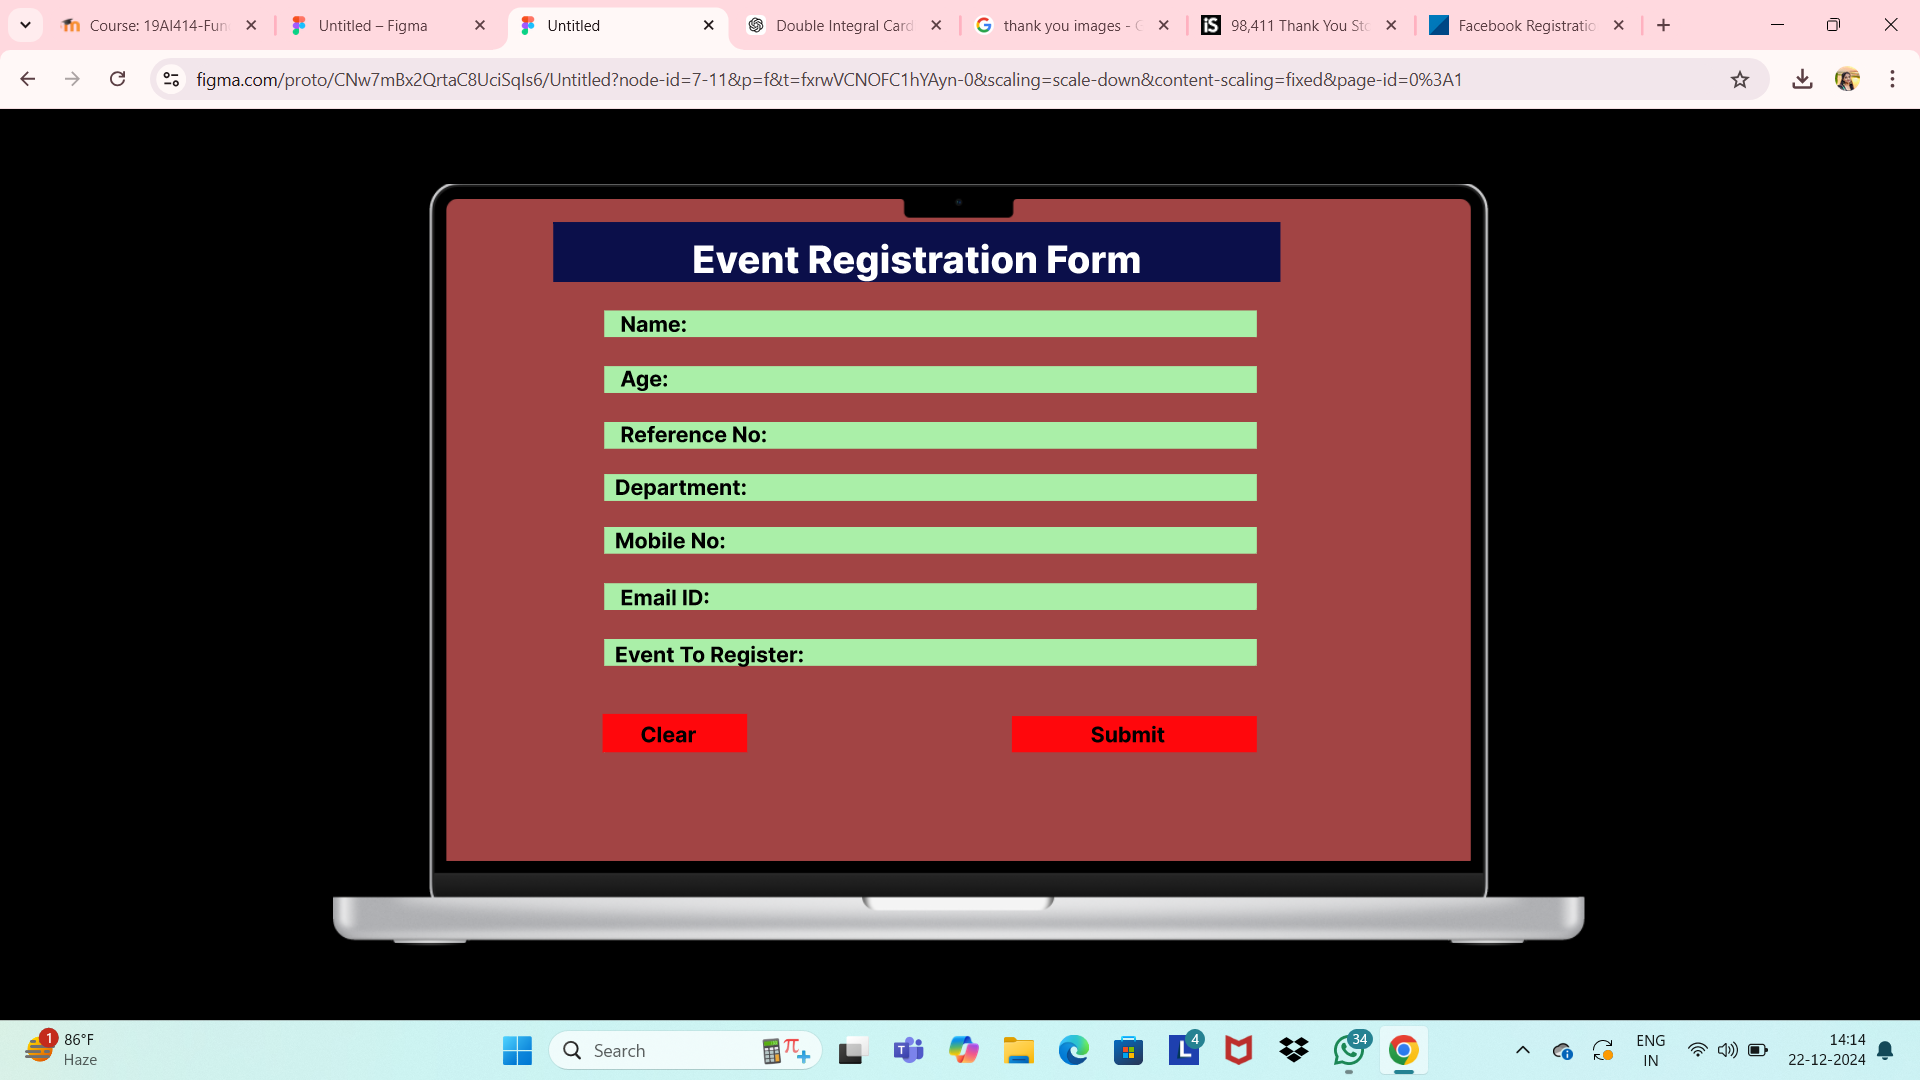 Course: 19AI414-Fun
Untitled – Figma
Untitled
Double Integral Card
thank you images - G
98,411 Thank You Sto
Facebook Registratio
figma.com/proto/CNw7mBx2QrtaC8UciSqIs6/Untitled?node-id=7-11&p=f&t=fxrwVCNOFC1hYAyn-0&scaling=scale-down&content-scaling=fixed&page-id=0%3A1
Event Registration Form
Name:
Age:
Reference No:
Department:
Mobile No:
Email ID:
Event To Register:
Clear
Submit
1
86°F
Haze
Search
4
34
ENG
IN
14:14
22-12-2024